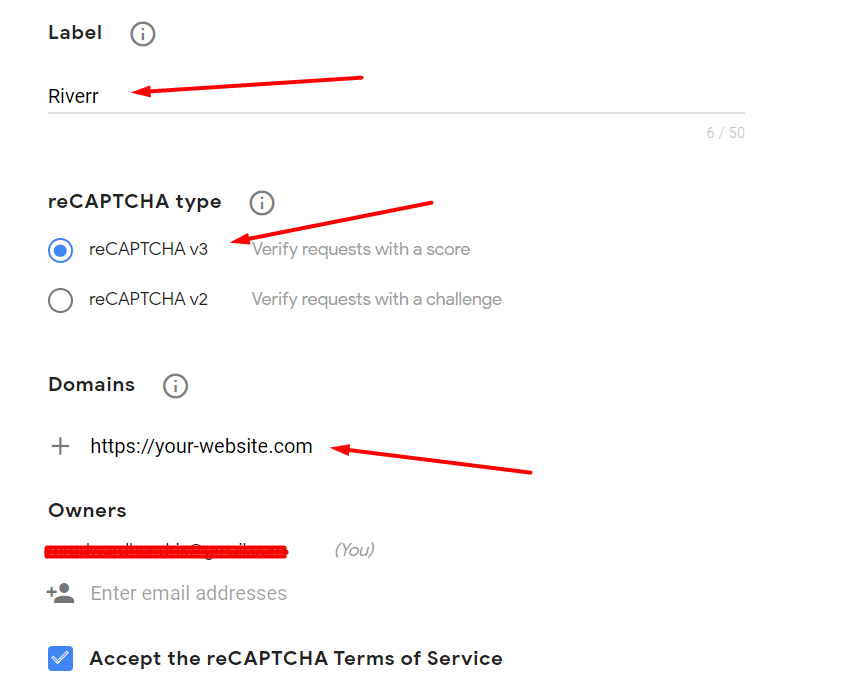 Label
Riverr
6 / 50
reCAPTCHA type
reCAPTCHA v3 Verify requests with a score
reCAPTCHA v2 Verify requests with a challenge
Domains
https://your-website.com
Owners
(You)
Enter email addresses
Accept the reCAPTCHA Terms of Service